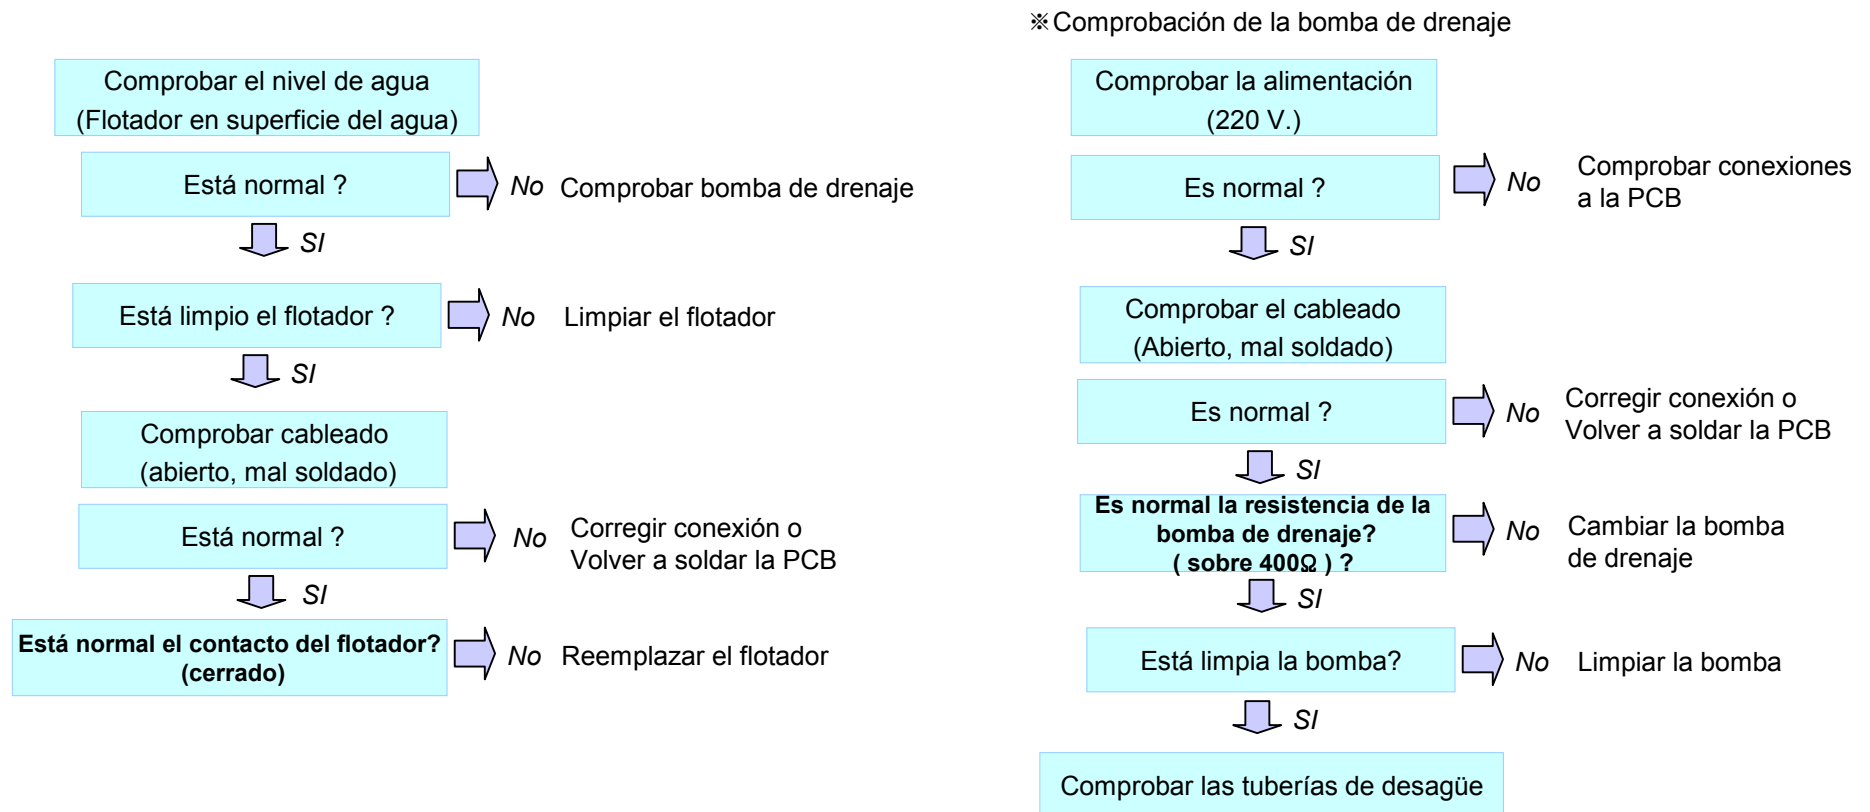 Comprobar el nivel de agua
(Flotador en superficie del agua)
Está normal ?
No
Comprobar bomba de drenaje
SI
Está limpio el flotador ?
No
Limpiar el flotador
SI
Comprobar cableado
(abierto, mal soldado)
Está normal ?
No
Corregir conexión o
Volver a soldar la PCB
SI
Está normal el contacto del flotador?
(cerrado)
No
Reemplazar el flotador
※Comprobación de la bomba de drenaje
Comprobar la alimentación
(220 V.)
Es normal ?
No
Comprobar conexiones
a la PCB
SI
Comprobar el cableado
(Abierto, mal soldado)
Es normal ?
No
Corregir conexión o
Volver a soldar la PCB
SI
Es normal la resistencia de la
bomba de drenaje?
( sobre 400Ω ) ?
No
Cambiar la bomba
de drenaje
SI
Está limpia la bomba?
No
Limpiar la bomba
SI
Comprobar las tuberías de desagüe